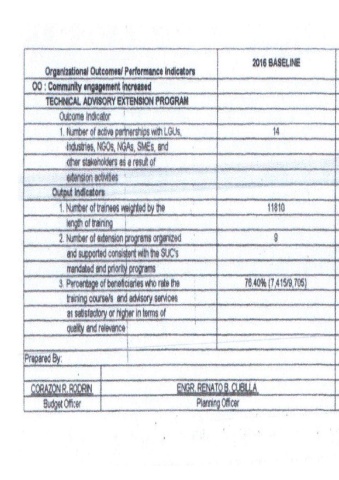 Organizational Outcomes/ Performance Indicators 2016 BASELINE
OO : Community engagement increased
TECHNICAL ADVISORY EXTENSION PROGRAM
Outcome Indicator
1. Number of active partnerships with LGUs, 14
industries, NGOs, NGAs, SMEs, and
other stakeholders as a result of
extension activities
Output Indicators
1. Number of trainees weighted by the 11810
length of training
2. Number of extension programs organized 9
and supported consistent with the SUC's
mandated and priority programs
3. Percentage of beneficiaries who rate the 76.40% (7,415/9,705)
training course/s and advisory services
as satisfactory or higher in terms of
quality and relevance
Prepared By:
CORAZON R. RODRIN ENGR. RENATO B. CUBILLA
Budget Officer Planning Officer